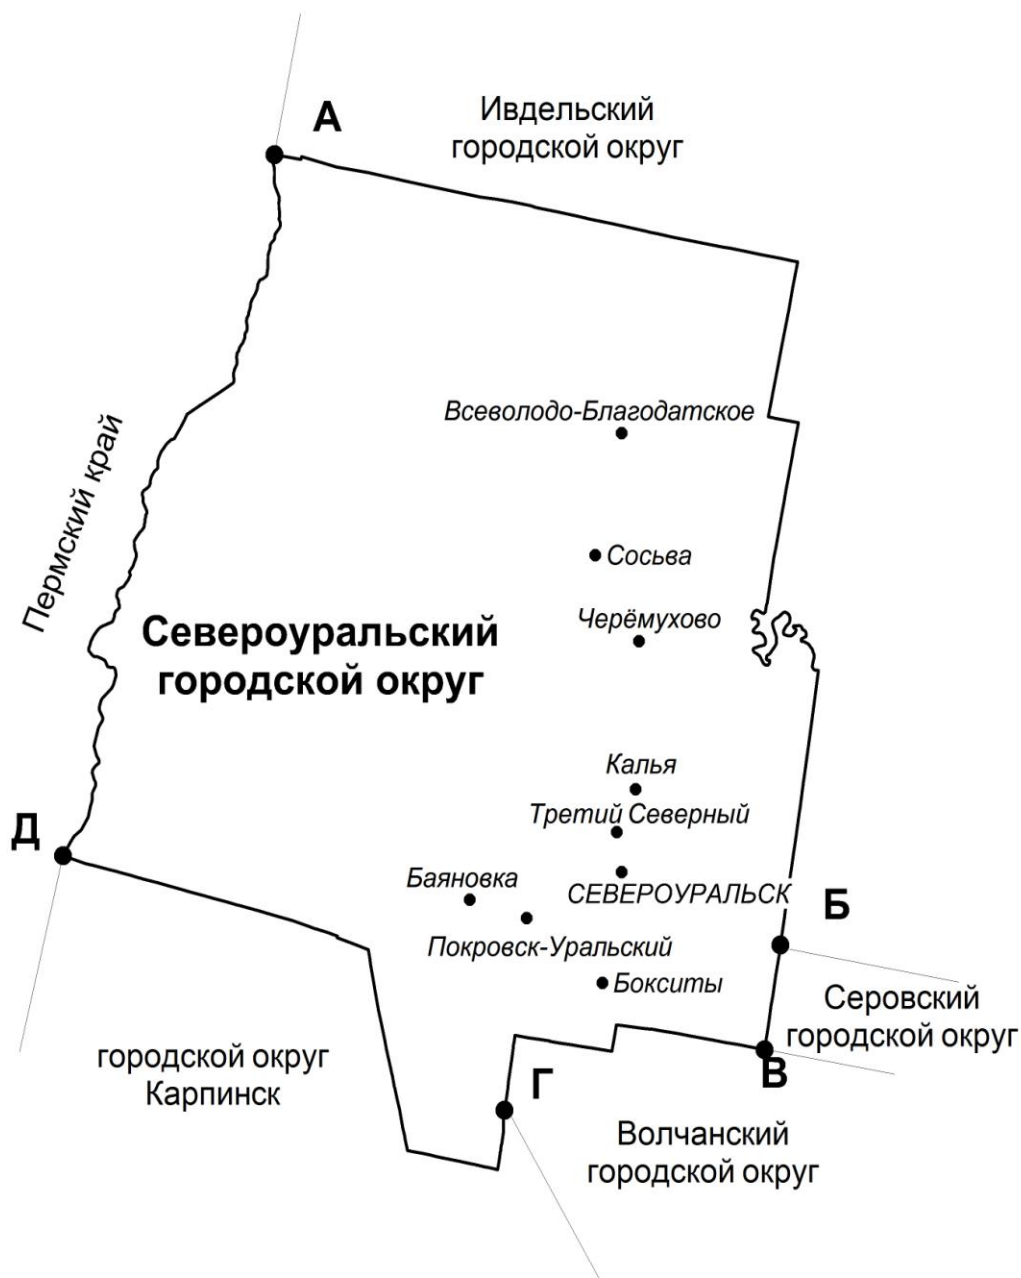 А
Ивдельский
городской округ
Всеволодо-Благодатское
Пермский край
Сосьва
Черёмухово
Североуральский
городской округ
Калья
Третий Северный
Д
Баяновка
СЕВЕРОУРАЛЬСК
Б
Покровск-Уральский
Бокситы
Серовский
городской округ
городской округ
Карпинск
В
Г
Волчанский
городской округ